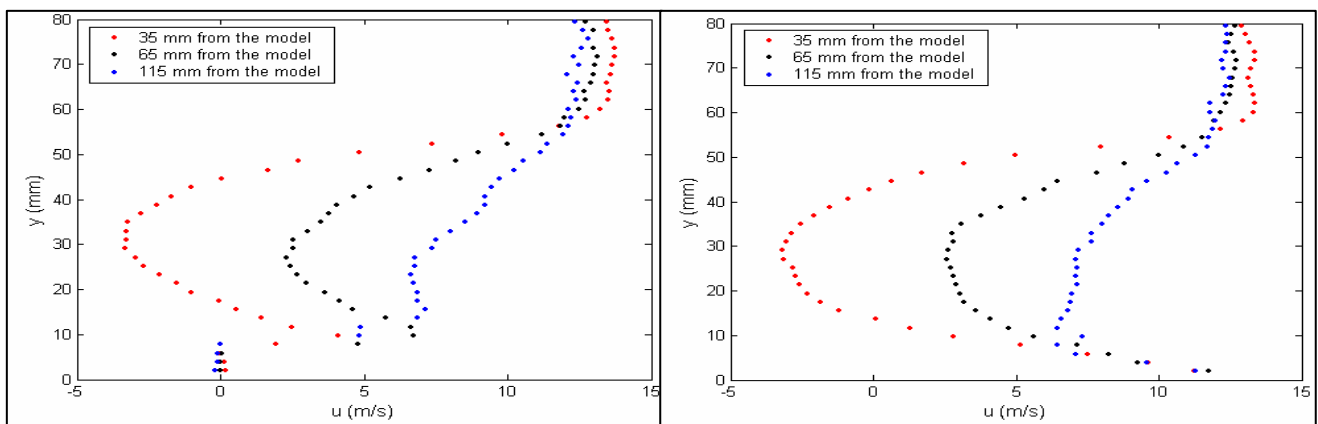 80
70
60
50
40
30
20
10
0
y (mm)
35 mm from the model
65 mm from the model
115 mm from the model
-5 0 5 10 15
u (m/s)
80
70
60
50
40
30
20
10
0
y (mm)
35 mm from the model
65 mm from the model
115 mm from the model
-5 0 5 10 15
u (m/s)